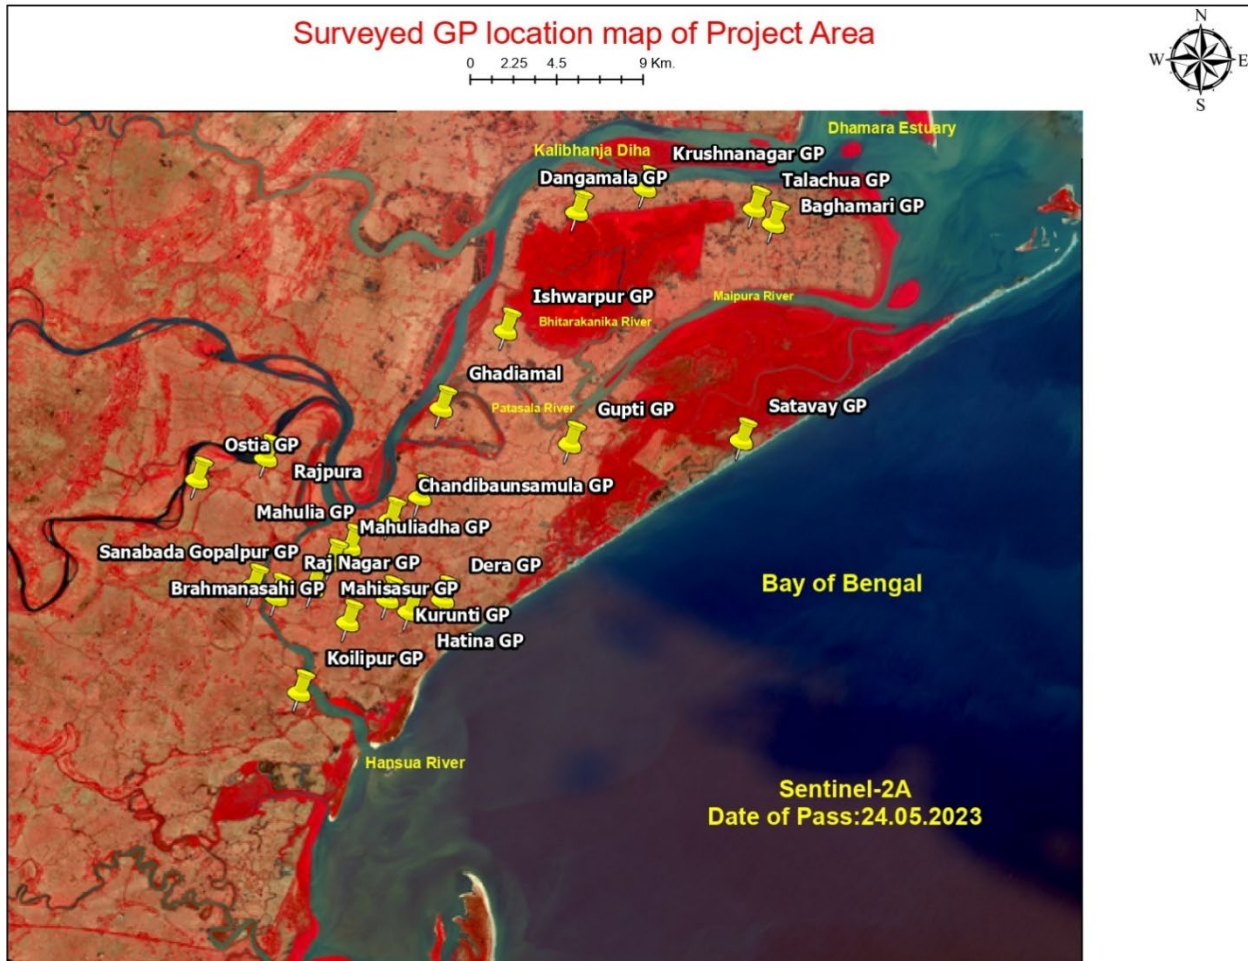 Surveyed GP location map of Project Area
0 2.25 4.5 9 Km.
N
W E
S
Dhamara Estuary
Kalibhanja Diha
Krushnanagar GP
Dangamala GP
Talachua GP
Baghamari GP
Ishwarpur GP
Maipura River
Bhitarakanika River
Ghadiamal
Patasala River
Gupti GP
Satavay GP
Ostia GP
Rajpura
Chandibaunsamula GP
Mahulia GP
Mahuliadha GP
Sanabada Gopalpur GP
Raj Nagar GP
Dera GP
Brahmanasahi GP
Mahisasur GP
Bay of Bengal
Kurunti GP
Hatina GP
Koilipur GP
Hansua River
Sentinel-2A
Date of Pass:24.05.2023